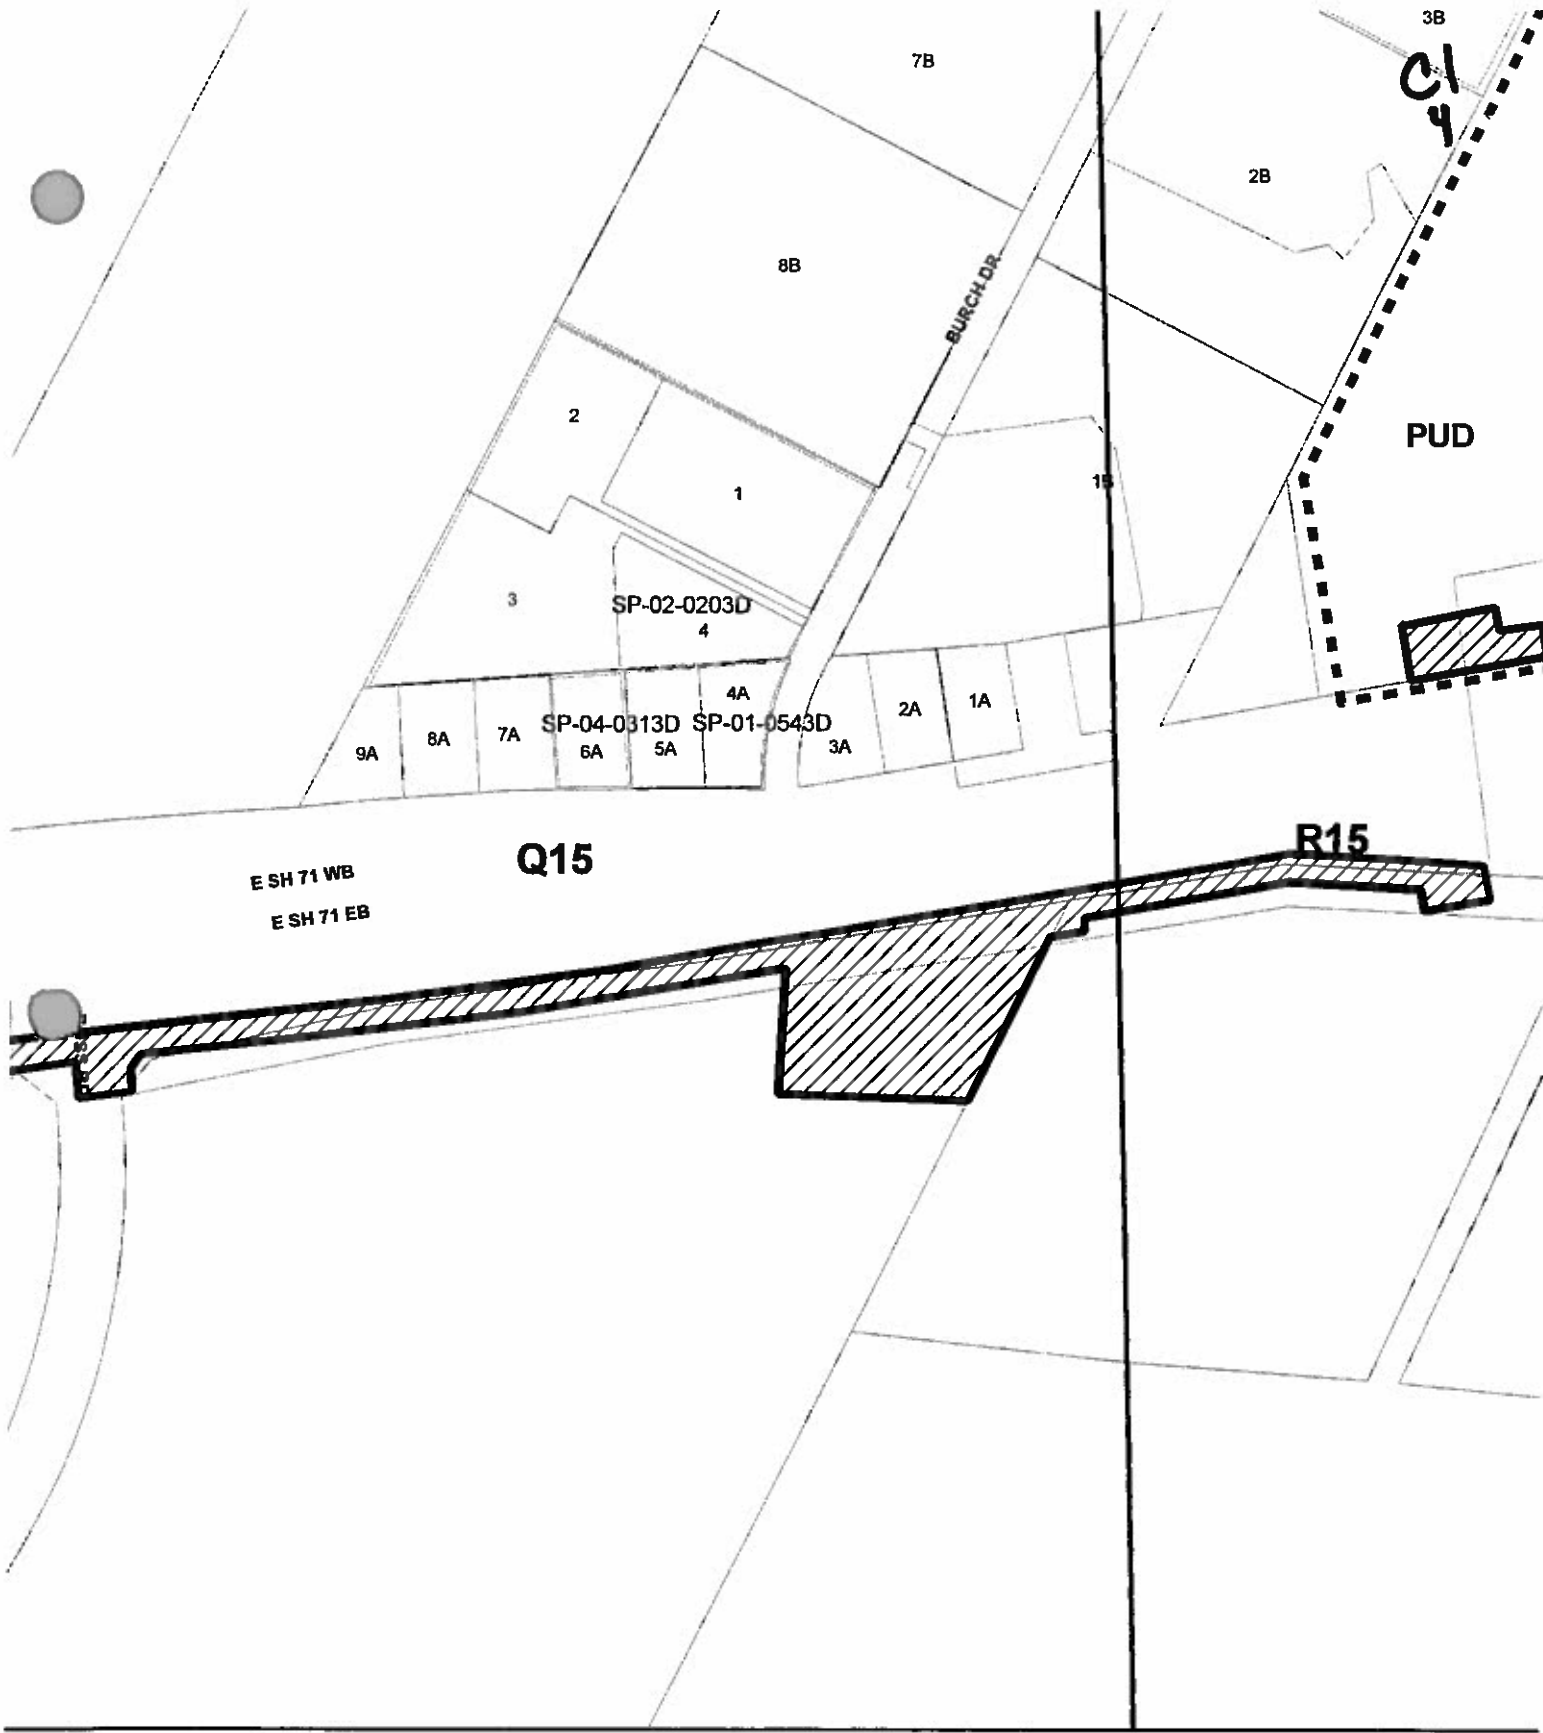 3B
7B
C1
4
2B
8B
BURCH DR
2
PUD
1
1B
3
SP-02-0203D
4
4A
1A
2A
SP-04-0313D
SP-01-0543D
7A
8A
9A
6A
5A
3A
R15
Q15
E SH 71 WB
E SH 71 EB